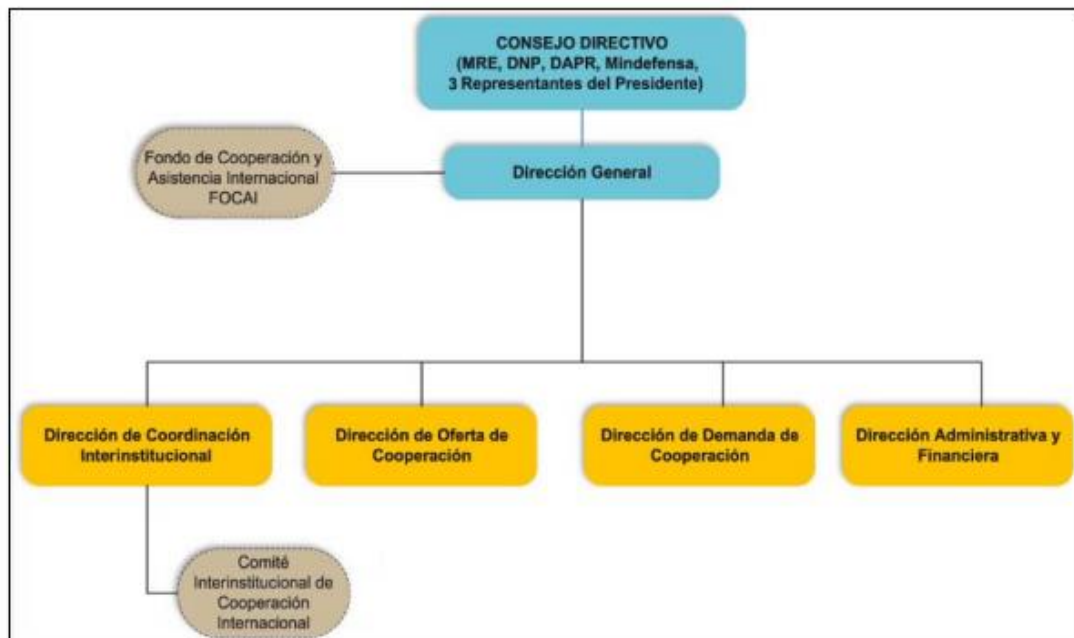 CONSEJO DIRECTIVO
(MRE, DNP, DAPR, Mindefensa,
3 Representantes del Presidente)
Fondo de Cooperación y
Asistencia Internacional
FOCAI
Dirección General
Dirección de Coordinación
Interinstitucional
Dirección de Oferta de
Cooperación
Dirección de Demanda de
Cooperación
Dirección Administrativa y
Financiera
Comité
Interinstitucional de
Cooperación
Internacional